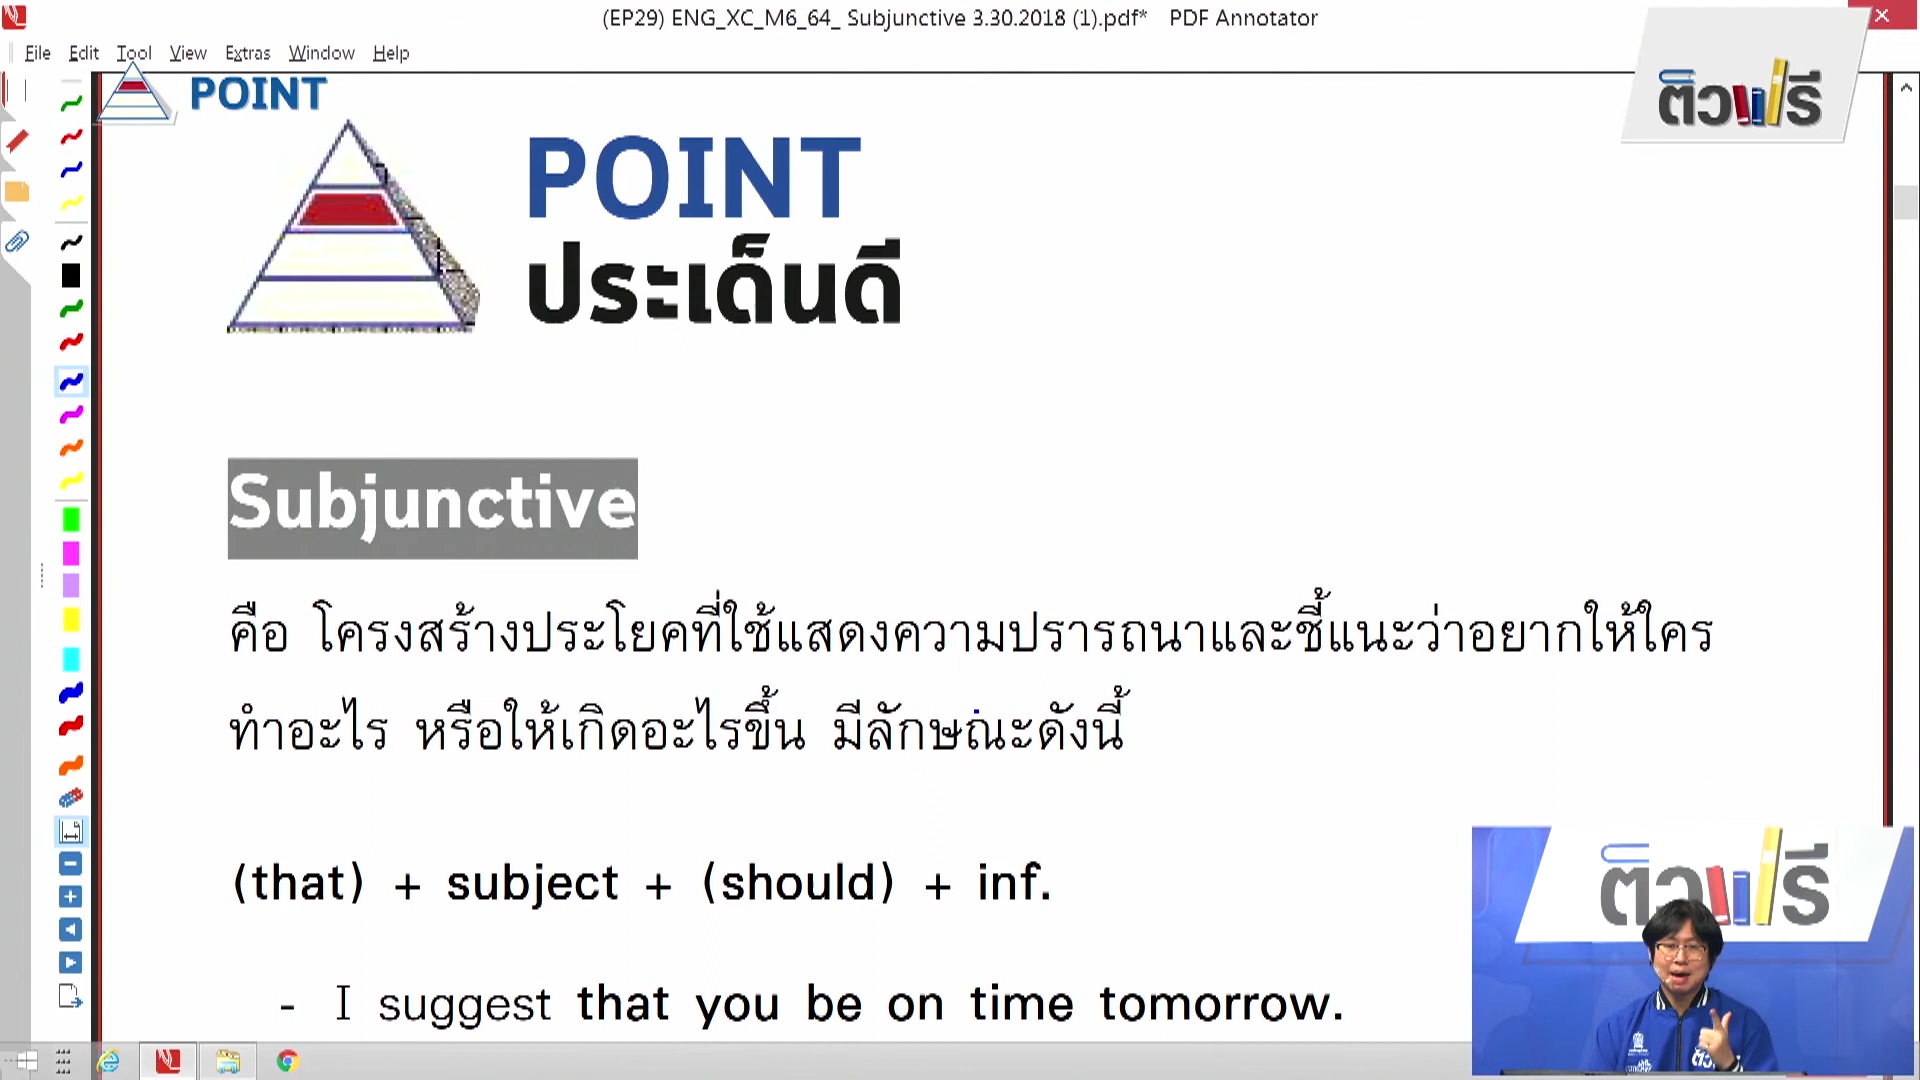 (EP29) ENG_XC_M6_64_ Subjunctive 3.30.2018 (1).pdf* PDF Annotator
File Edit Tool View Extras Window Help
POINT
ติวฟรี
POINT
ประเด็นดี
Subjunctive
คือ โครงสร้างประโยคที่ใช้แสดงความปรารถนาและชี้แนะว่าอยากให้ใคร
ทำอะไร หรือให้เกิดอะไรขึ้น มีลักษณะดังนี้
(that) + subject + (should) + inf.
- I suggest that you be on time tomorrow.
ติวฟรี